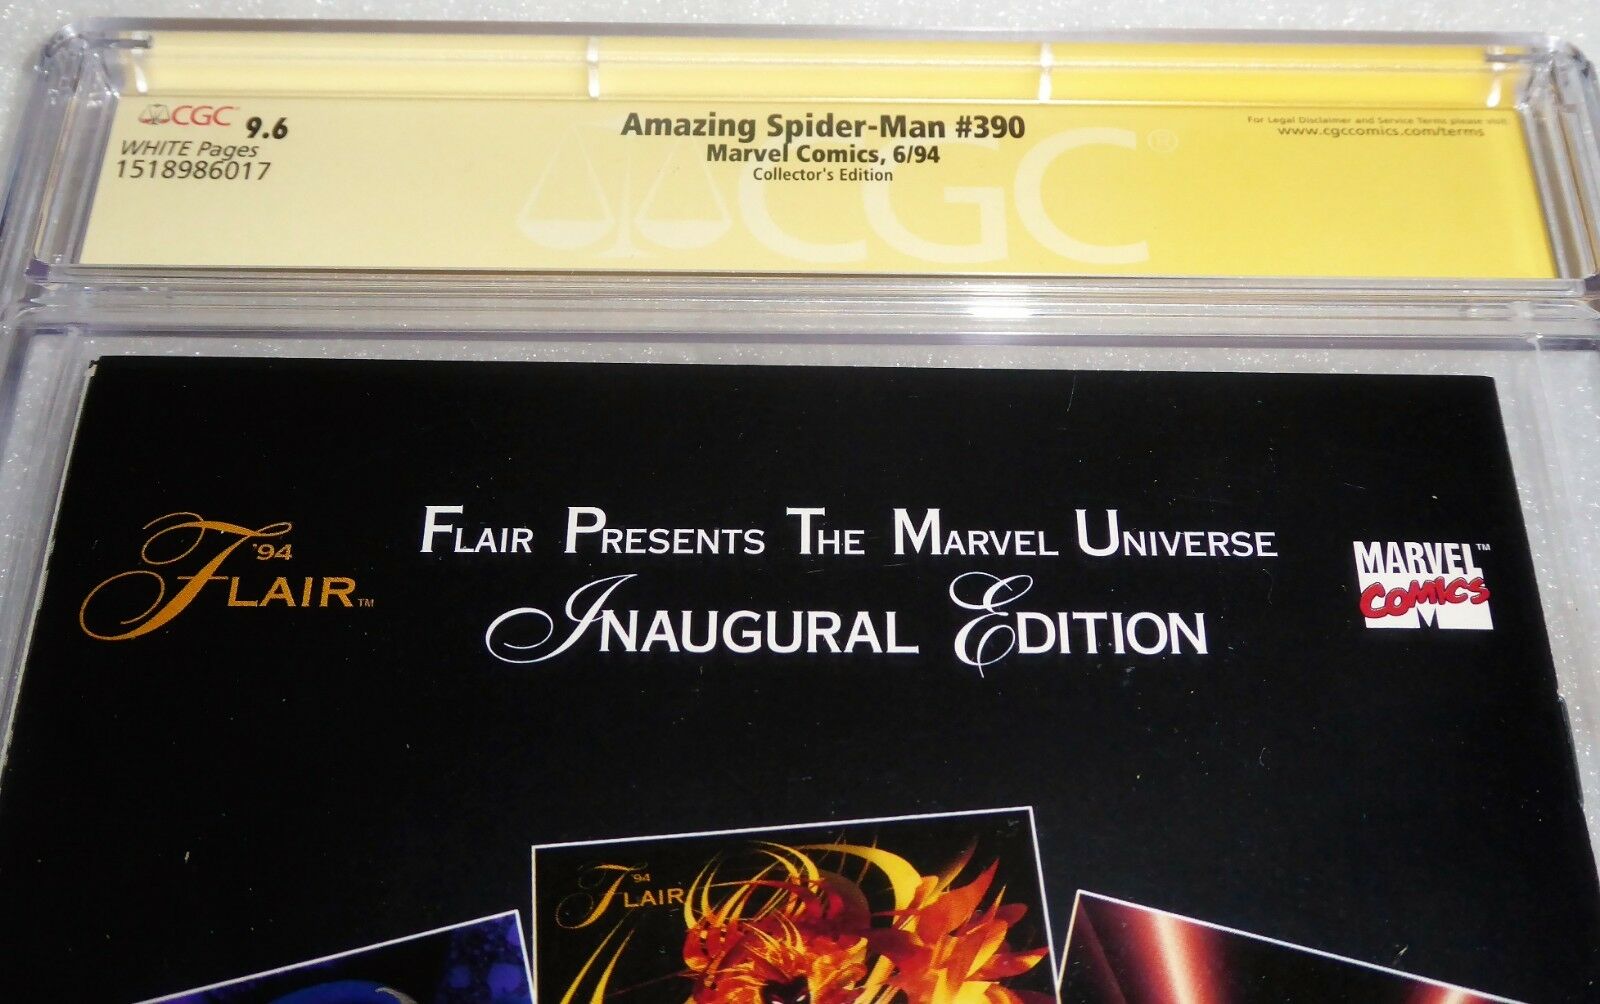 CGC 9.6
WHITE Pages
1518986017
Amazing Spider-Man #390
Marvel Comics, 6/94
Collector's Edition
For Legal Disclaimer and Service Terms please visit:
www.cgccomics.com/terms
CGC®
'94
FLAIR™
FLAIR PRESENTS THE MARVEL UNIVERSE
INAUGURAL EDITION
MARVEL™
COMICS
'94
FLAIR